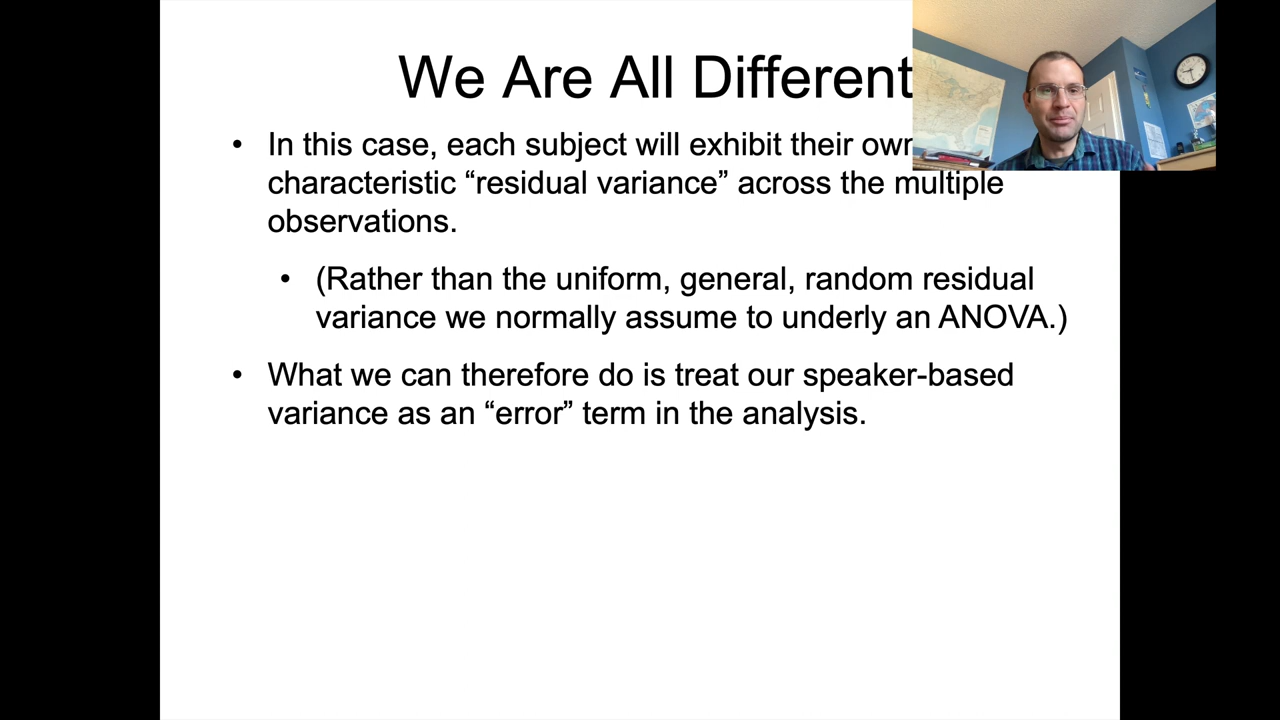 We Are All Different
• In this case, each subject will exhibit their own
characteristic “residual variance” across the multiple
observations.
• (Rather than the uniform, general, random residual
variance we normally assume to underly an ANOVA.)
• What we can therefore do is treat our speaker-based
variance as an “error” term in the analysis.